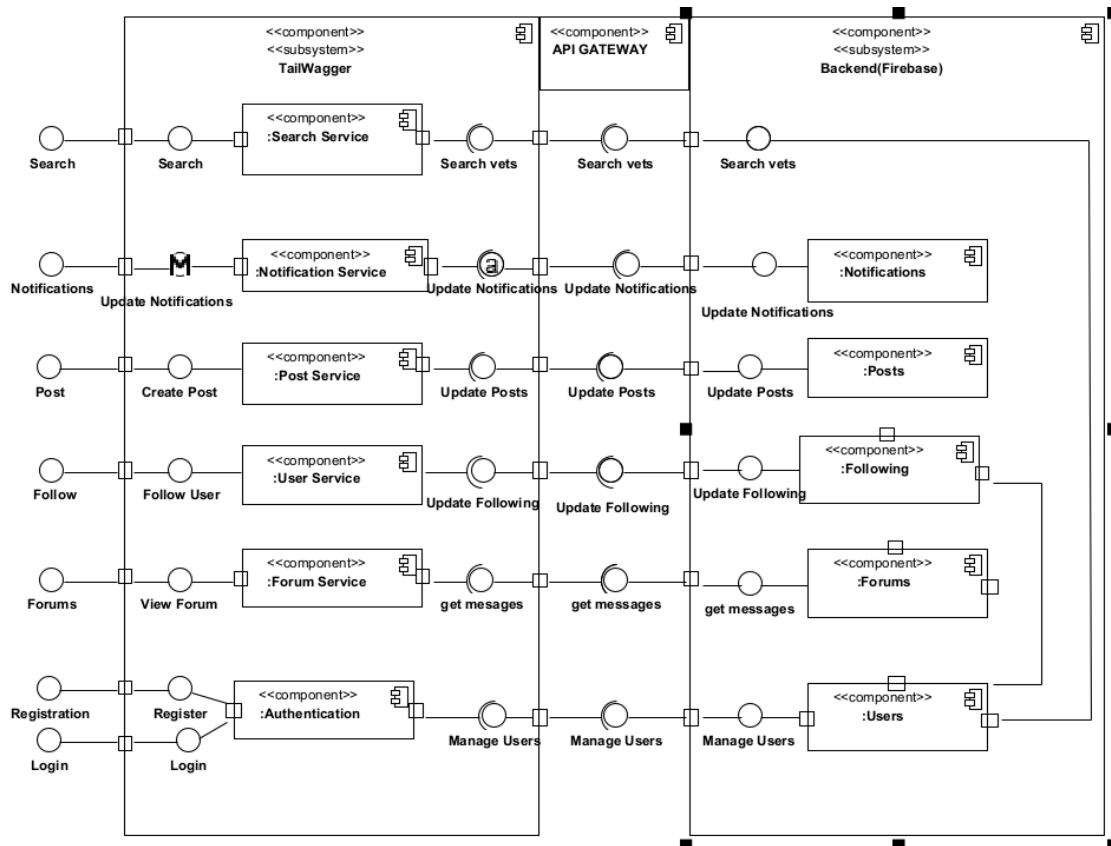 <<component>>
<<subsystem>>
TailWagger
<<component>>
API GATEWAY
<<component>>
<<subsystem>>
Backend(Firebase)
<<component>>
:Search Service
Search
Search
Search vets
Search vets
Search vets
<<component>>
:Notification Service
M
a
<<component>>
:Notifications
Notifications
Update Notifications
Update Notifications
Update Notifications
Update Notifications
<<component>>
:Post Service
<<component>>
:Posts
Post
Create Post
Update Posts
Update Posts
Update Posts
<<component>>
:User Service
<<component>>
:Following
Follow
Follow User
Update Following
Update Following
Update Following
<<component>>
:Forum Service
<<component>>
:Forums
Forums
View Forum
get mesages
get messages
get messages
<<component>>
:Authentication
<<component>>
:Users
Registration
Register
Manage Users
Manage Users
Manage Users
Login
Login